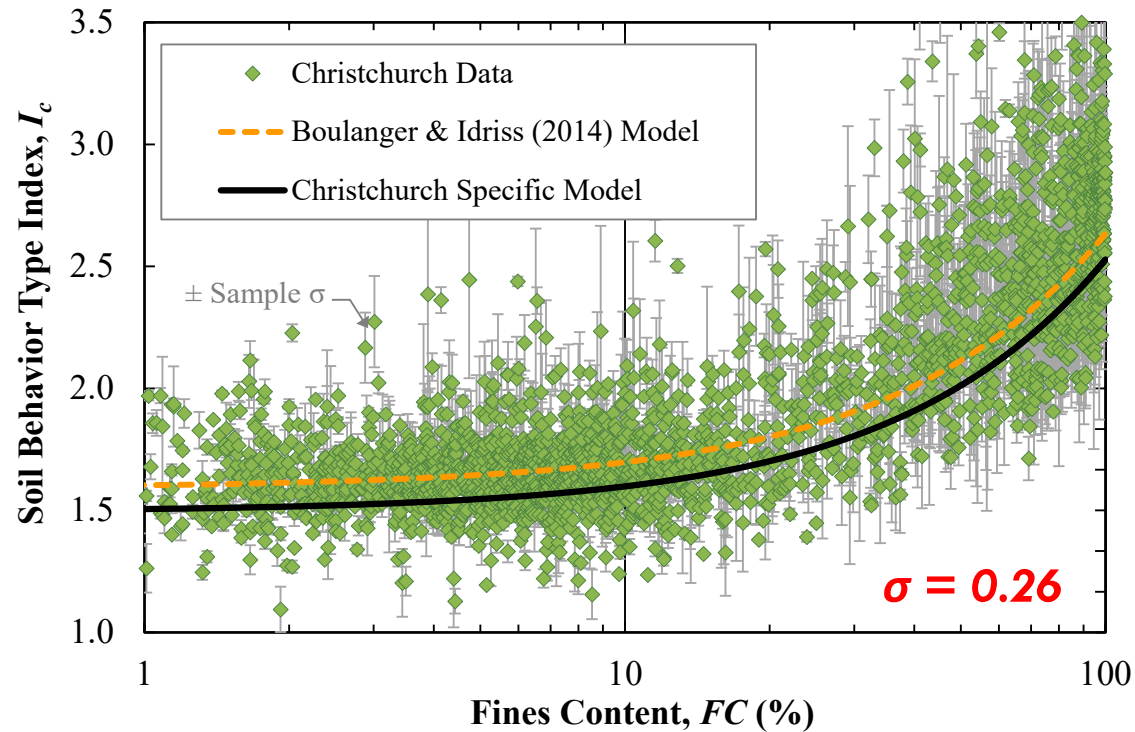 3.5
3.0
2.5
2.0
1.5
1.0
Soil Behavior Type Index, I_c
Christchurch Data
Boulanger & Idriss (2014) Model
Christchurch Specific Model
± Sample σ
σ = 0.26
1
10
100
Fines Content, FC (%)